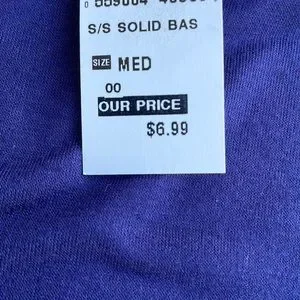 S/S SOLID BAS
SIZE MED
00
OUR PRICE
$6.99